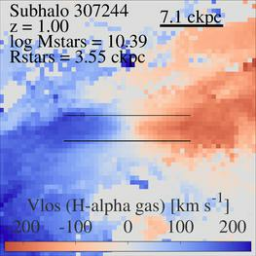 Subhalo 307244
z = 1.00
log Mstars = 10.39
Rstars = 3.55 ckpc
7.1 ckpc
Vlos (H-alpha gas) [km s⁻¹]
-200 -100 0 100 200